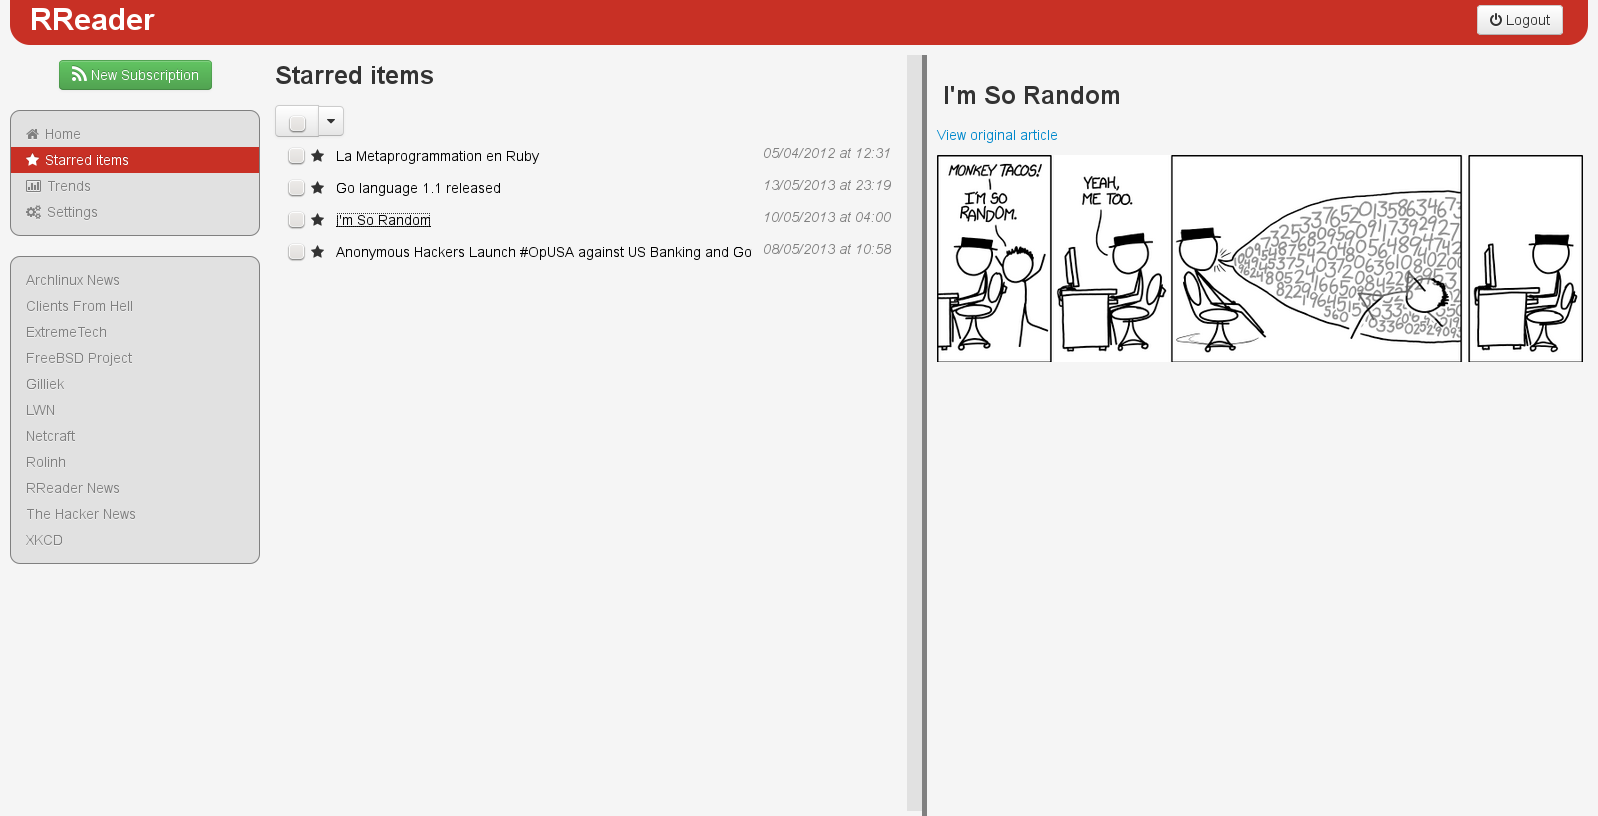 RReader
Logout
New Subscription
Home
Starred items
Trends
Settings
Archlinux News
Clients From Hell
ExtremeTech
FreeBSD Project
Gilliek
LWN
Netcraft
Rolinh
RReader News
The Hacker News
XKCD
Starred items
La Metaprogrammation en Ruby 05/04/2012 at 12:31
Go language 1.1 released 13/05/2013 at 23:19
I'm So Random 10/05/2013 at 04:00
Anonymous Hackers Launch #OpUSA against US Banking and Go 08/05/2013 at 10:58
I'm So Random
View original article
MONKEY TACOS!
I'M SO
RANDOM.
YEAH,
ME TOO.